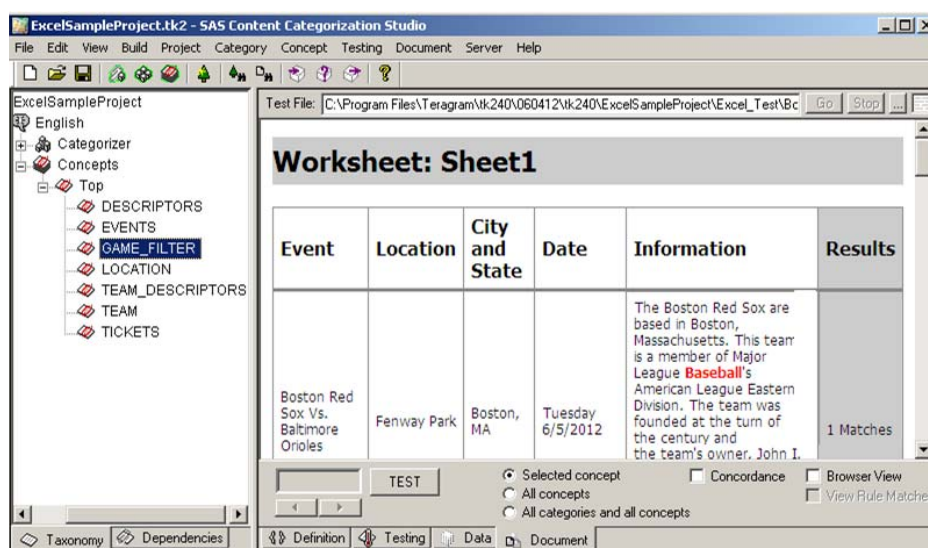 ExcelSampleProject.tk2 - SAS Content Categorization Studio
File Edit View Build Project Category Concept Testing Document Server Help
ExcelSampleProject
English
Categorizer
Concepts
Top
DESCRIPTORS
EVENTS
GAME_FILTER
LOCATION
TEAM_DESCRIPTORS
TEAM
TICKETS
Taxonomy Dependencies
Test File: C:\Program Files\Teragram\tk240\060412\tk240\ExcelSampleProject\Excel_Test\Bc Go Stop ...
Worksheet: Sheet1
Event Location City and State Date Information Results
Boston Red
Sox Vs.
Baltimore
Orioles
Fenway Park
Boston,
MA
Tuesday
6/5/2012
The Boston Red Sox are
based in Boston,
Massachusetts. This team
is a member of Major
League Baseball's
American League Eastern
Division. The team was
founded at the turn of
the century and
the team's owner, John I.
1 Matches
TEST
Selected concept
All concepts
All categories and all concepts
Concordance
Browser View
View Rule Matche
Definition Testing Data Document